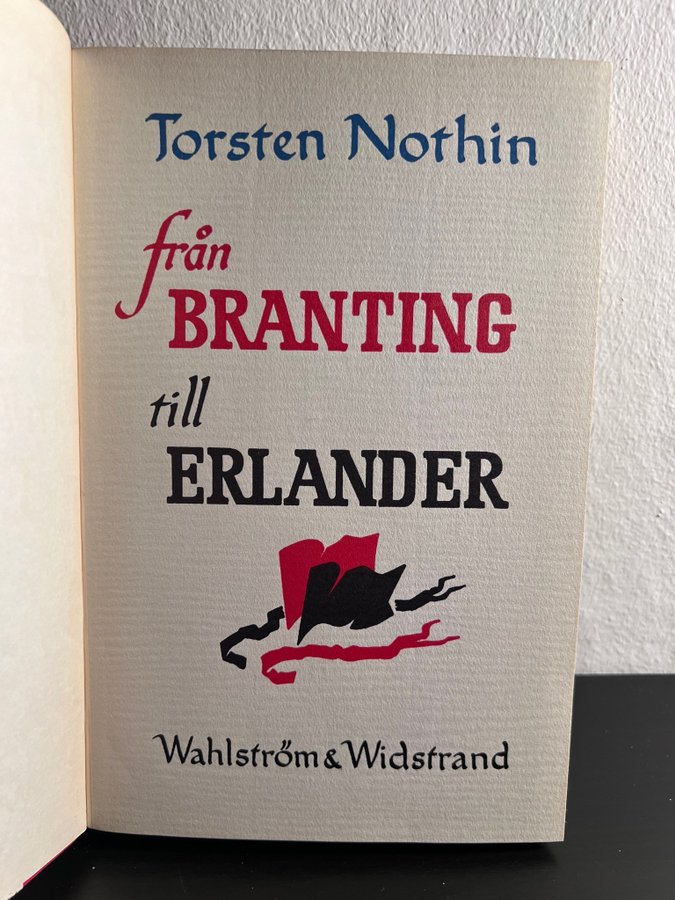 Torsten Nothin
från
BRANTING
till
ERLANDER
Wahlström & Widstrand